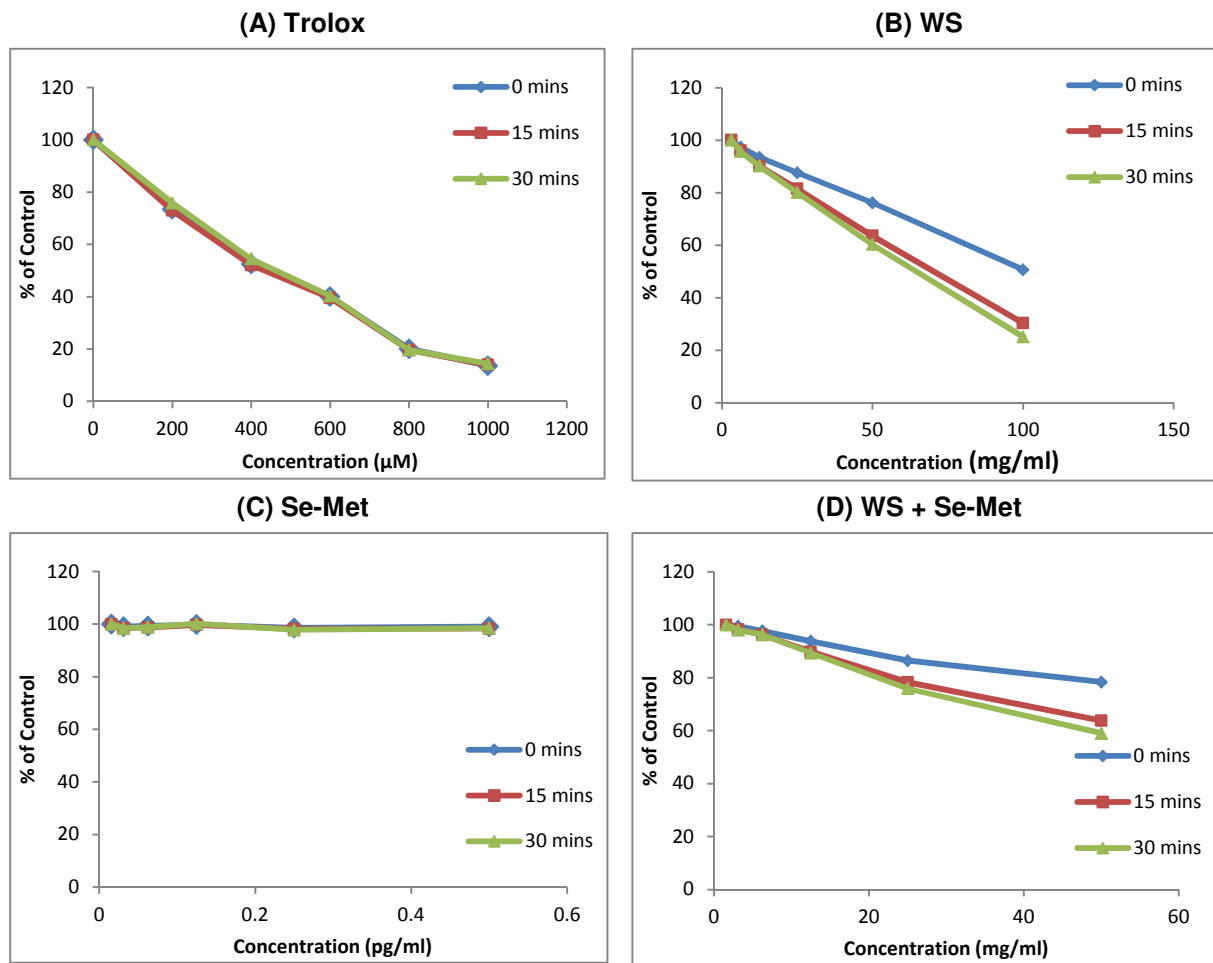 (A) Trolox
120
100
80
60
40
20
0
% of Control
0 200 400 600 800 1000 1200
Concentration (µM)
0 mins
15 mins
30 mins
(B) WS
120
100
80
60
40
20
0
% of Control
0 50 100 150
Concentration (mg/ml)
0 mins
15 mins
30 mins
(C) Se-Met
120
100
80
60
40
20
0
% of Control
0 0.2 0.4 0.6
Concentration (pg/ml)
0 mins
15 mins
30 mins
(D) WS + Se-Met
120
100
80
60
40
20
0
% of Control
0 20 40 60
Concentration (mg/ml)
0 mins
15 mins
30 mins